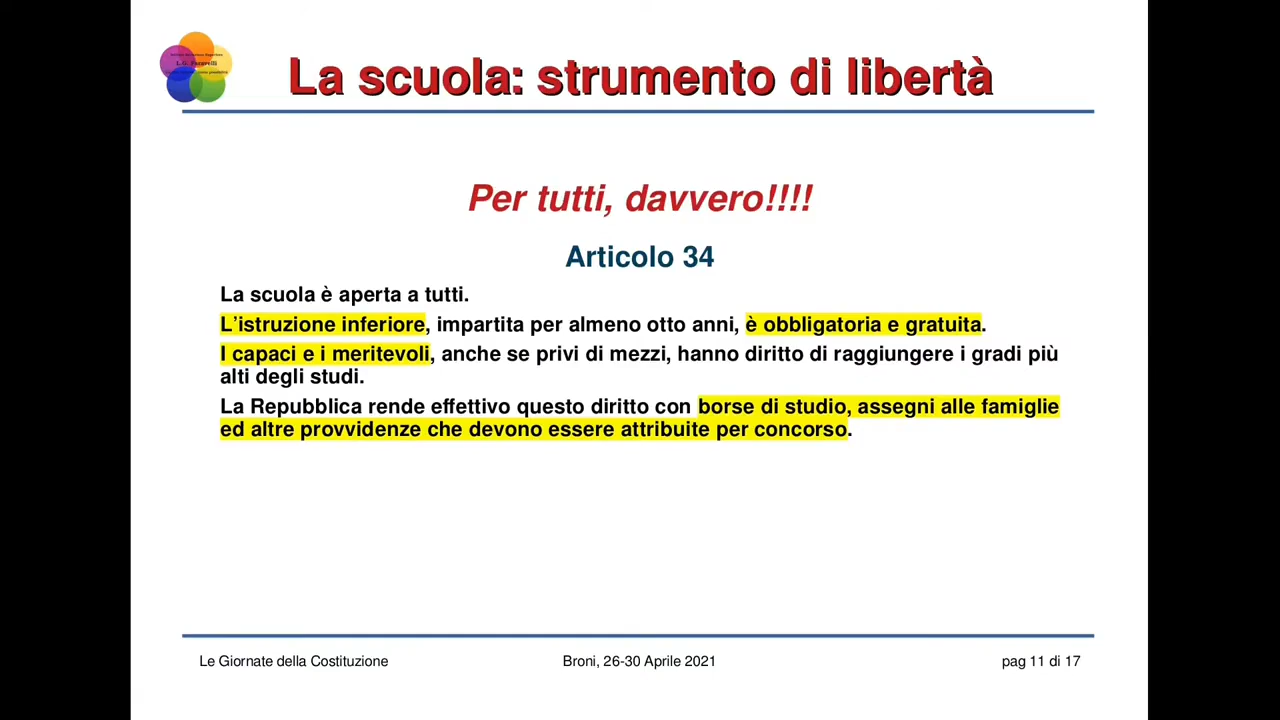 L.G. Faravelli
La scuola: strumento di libertà
Per tutti, davvero!!!!
Articolo 34
La scuola è aperta a tutti.
L’istruzione inferiore, impartita per almeno otto anni, è obbligatoria e gratuita.
I capaci e i meritevoli, anche se privi di mezzi, hanno diritto di raggiungere i gradi più
alti degli studi.
La Repubblica rende effettivo questo diritto con borse di studio, assegni alle famiglie
ed altre provvidenze che devono essere attribuite per concorso.
Le Giornate della Costituzione
Broni, 26-30 Aprile 2021
pag 11 di 17